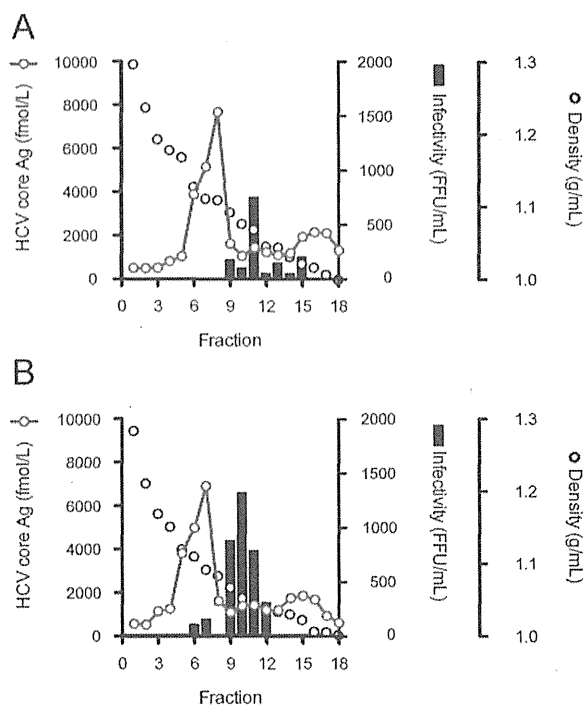 A
HCV core Ag (fmol/L)
10000
8000
6000
4000
2000
0
0 3 6 9 12 15 18
Fraction
2000
1500
1000
500
0
Infectivity (FFU/mL)
1.3
1.2
1.1
1.0
Density (g/mL)
B
HCV core Ag (fmol/L)
10000
8000
6000
4000
2000
0
0 3 6 9 12 15 18
Fraction
2000
1500
1000
500
0
Infectivity (FFU/mL)
1.3
1.2
1.1
1.0
Density (g/mL)